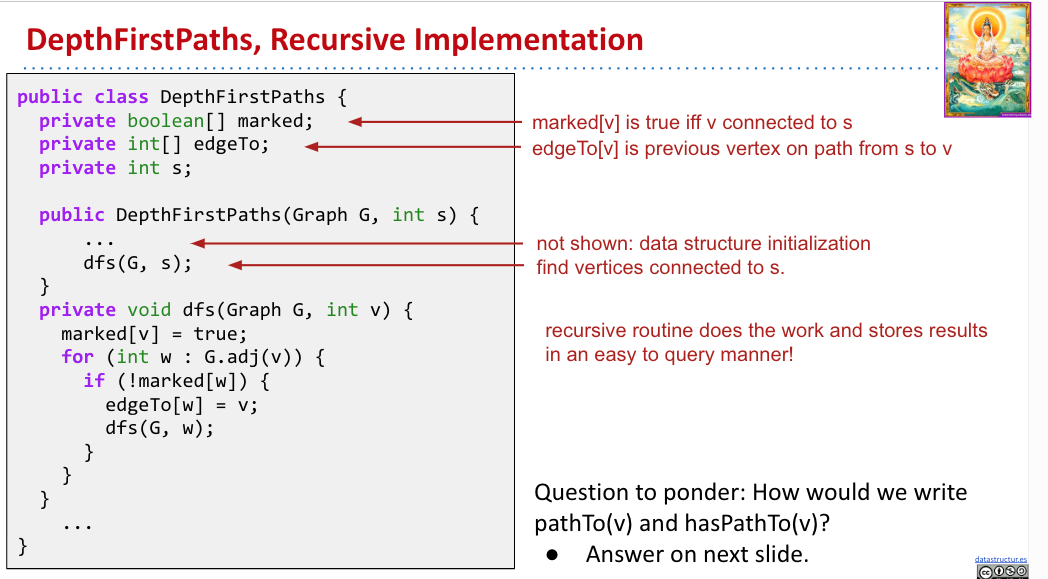 DepthFirstPaths, Recursive Implementation
public class DepthFirstPaths {
private boolean[] marked;
private int[] edgeTo;
private int s;
public DepthFirstPaths(Graph G, int s) {
...
dfs(G, s);
}
private void dfs(Graph G, int v) {
marked[v] = true;
for (int w : G.adj(v)) {
if (!marked[w]) {
edgeTo[w] = v;
dfs(G, w);
}
}
}
...
}
marked[v] is true iff v connected to s
edgeTo[v] is previous vertex on path from s to v
not shown: data structure initialization
find vertices connected to s.
recursive routine does the work and stores results
in an easy to query manner!
Question to ponder: How would we write
pathTo(v) and hasPathTo(v)?
● Answer on next slide.
datastructur.es